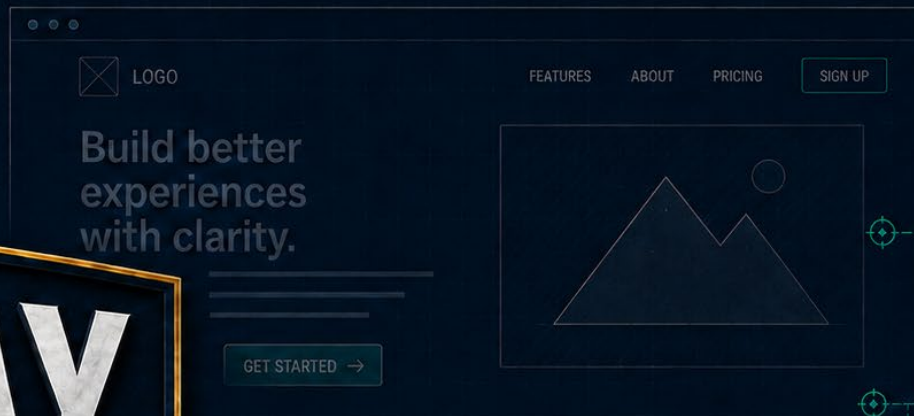 LOGO
FEATURES ABOUT PRICING SIGN UP
Build better
experiences
with clarity.
GET STARTED →